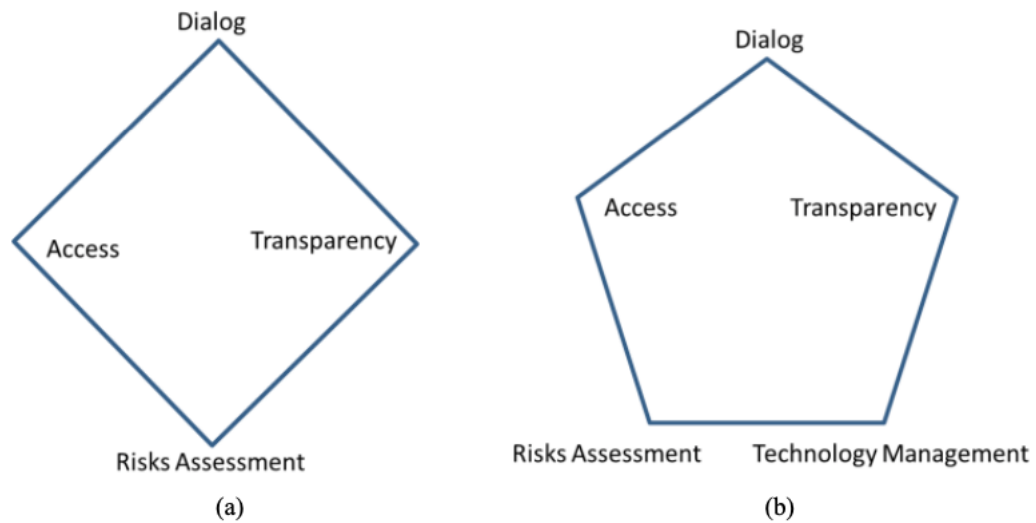 Dialog
Access
Transparency
Risks Assessment
(a)
Dialog
Access
Transparency
Risks Assessment
Technology Management
(b)